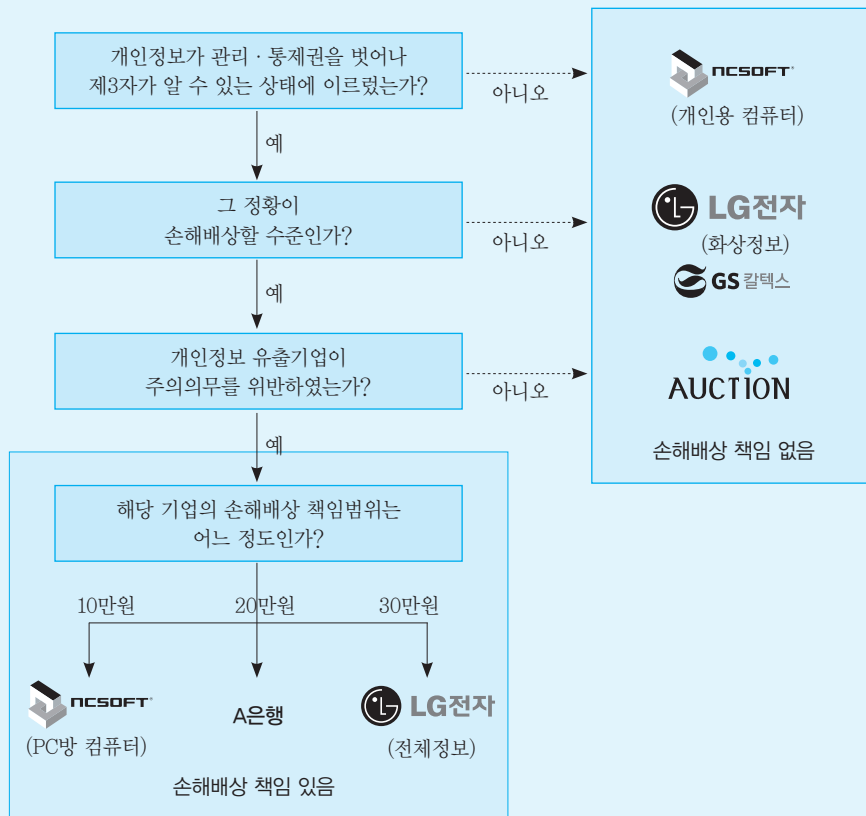 개인정보가 관리 · 통제권을 벗어나
제3자가 알 수 있는 상태에 이르렀는가?
아니오
ncsoft
(개인용 컴퓨터)
예
그 정황이
손해배상할 수준인가?
아니오
LG전자
(화상정보)
GS 칼텍스
예
개인정보 유출기업이
주의의무를 위반하였는가?
아니오
AUCTION
손해배상 책임 없음
예
해당 기업의 손해배상 책임범위는
어느 정도인가?
10만원
20만원
30만원
ncsoft
(PC방 컴퓨터)
A은행
LG전자
(전체정보)
손해배상 책임 있음